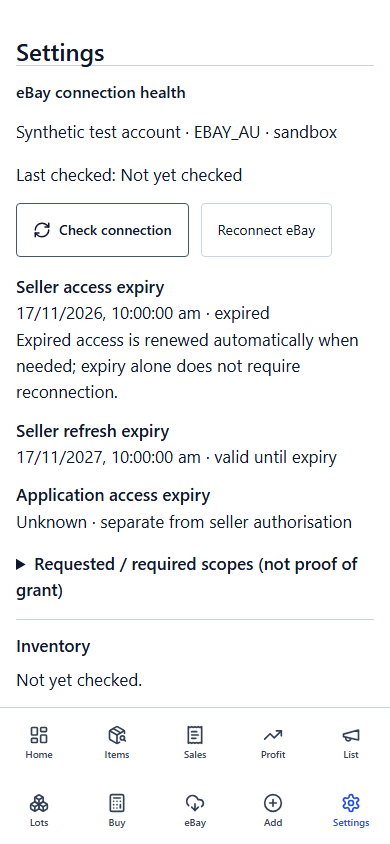 Settings
eBay connection health
Synthetic test account · EBAY_AU · sandbox
Last checked: Not yet checked
Check connection
Reconnect eBay
Seller access expiry
17/11/2026, 10:00:00 am · expired
Expired access is renewed automatically when
needed; expiry alone does not require
reconnection.
Seller refresh expiry
17/11/2027, 10:00:00 am · valid until expiry
Application access expiry
Unknown · separate from seller authorisation
Requested / required scopes (not proof of
grant)
Inventory
Not yet checked.
Home
Items
Sales
Profit
List
Lots
Buy
eBay
Add
Settings